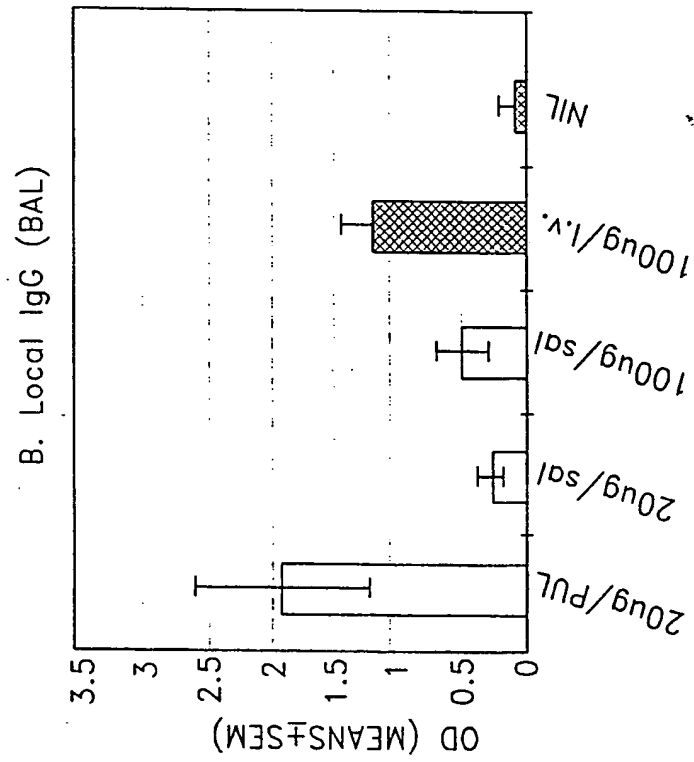 B. Local IgG (BAL)
OD (MEANS±SEM)
3.5
3
2.5
2
1.5
1
0.5
0
20ug/PUL
20ug/sal
100ug/sal
100ug/I.v.
NIL